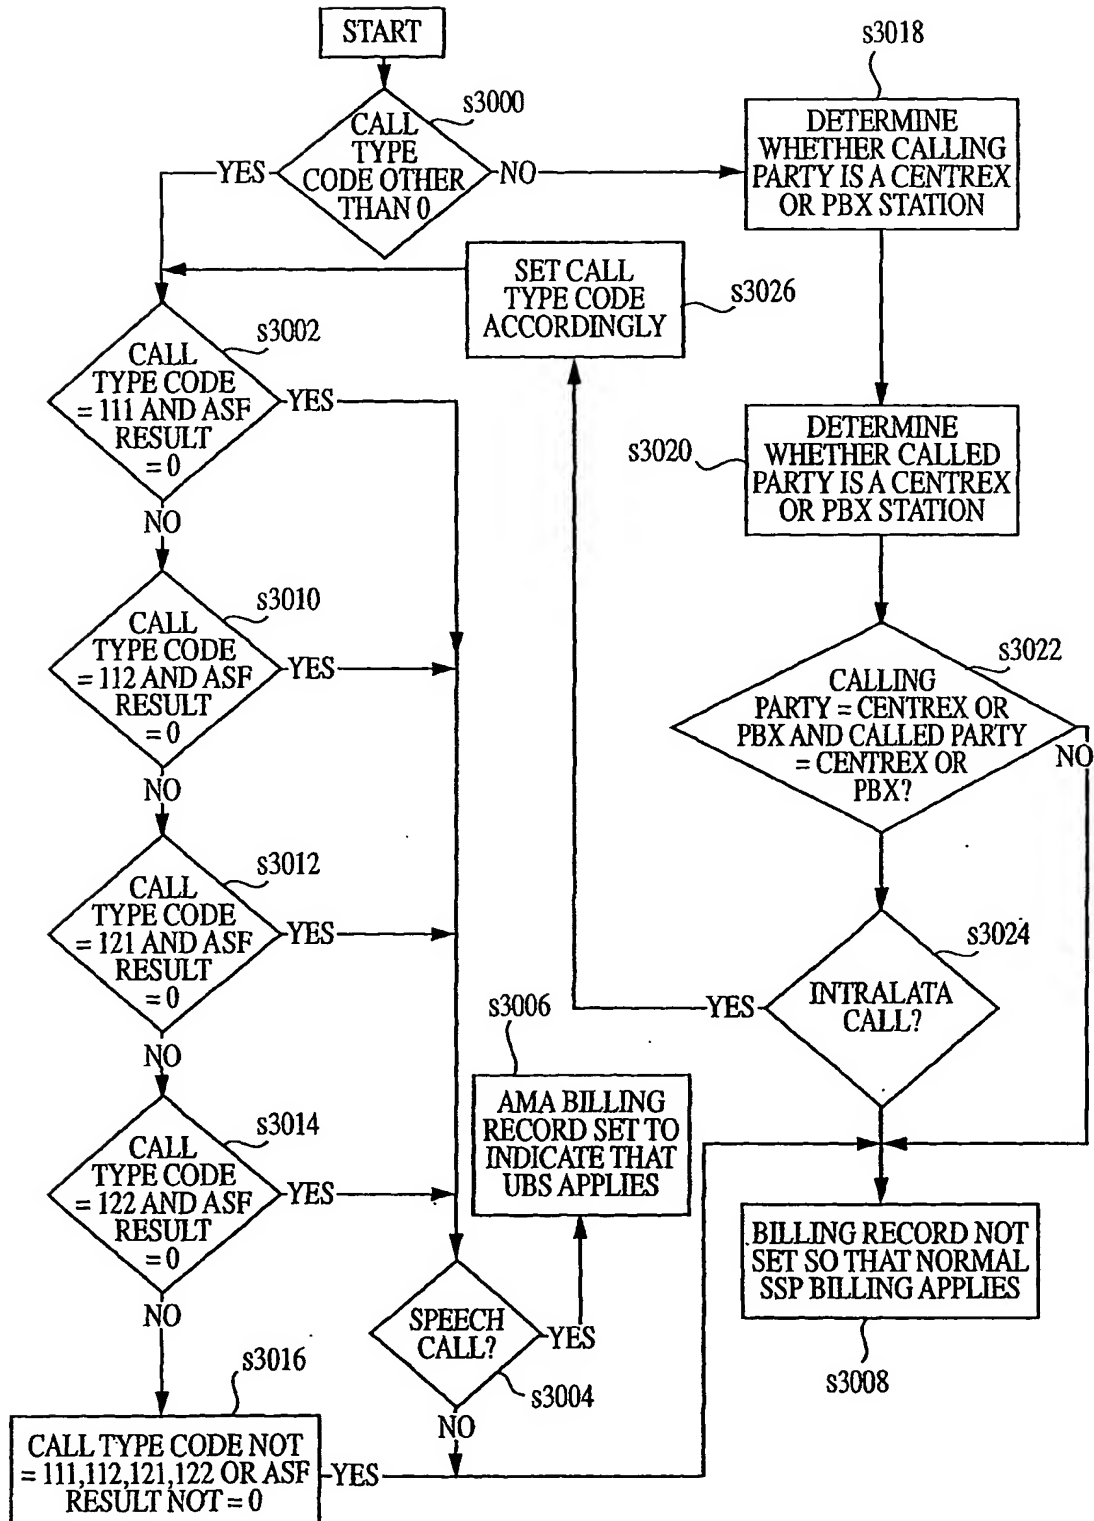 START
s3000
CALL
TYPE
CODE OTHER
THAN 0
YES
NO
s3018
DETERMINE
WHETHER CALLING
PARTY IS A CENTREX
OR PBX STATION
SET CALL
TYPE CODE
ACCORDINGLY
s3026
s3002
CALL
TYPE CODE
= 111 AND ASF
RESULT
= 0
YES
NO
s3020
DETERMINE
WHETHER CALLED
PARTY IS A CENTREX
OR PBX STATION
s3010
CALL
TYPE CODE
= 112 AND ASF
RESULT
= 0
YES
NO
s3022
CALLING
PARTY = CENTREX OR
PBX AND CALLED PARTY
= CENTREX OR
PBX?
NO
s3012
CALL
TYPE CODE
= 121 AND ASF
RESULT
= 0
YES
NO
s3024
INTRALATA
CALL?
YES
s3006
AMA BILLING
RECORD SET TO
INDICATE THAT
UBS APPLIES
s3014
CALL
TYPE CODE
= 122 AND ASF
RESULT
= 0
YES
NO
BILLING RECORD NOT
SET SO THAT NORMAL
SSP BILLING APPLIES
s3008
SPEECH
CALL?
YES
s3004
NO
s3016
CALL TYPE CODE NOT
= 111,112,121,122 OR ASF
RESULT NOT = 0
YES